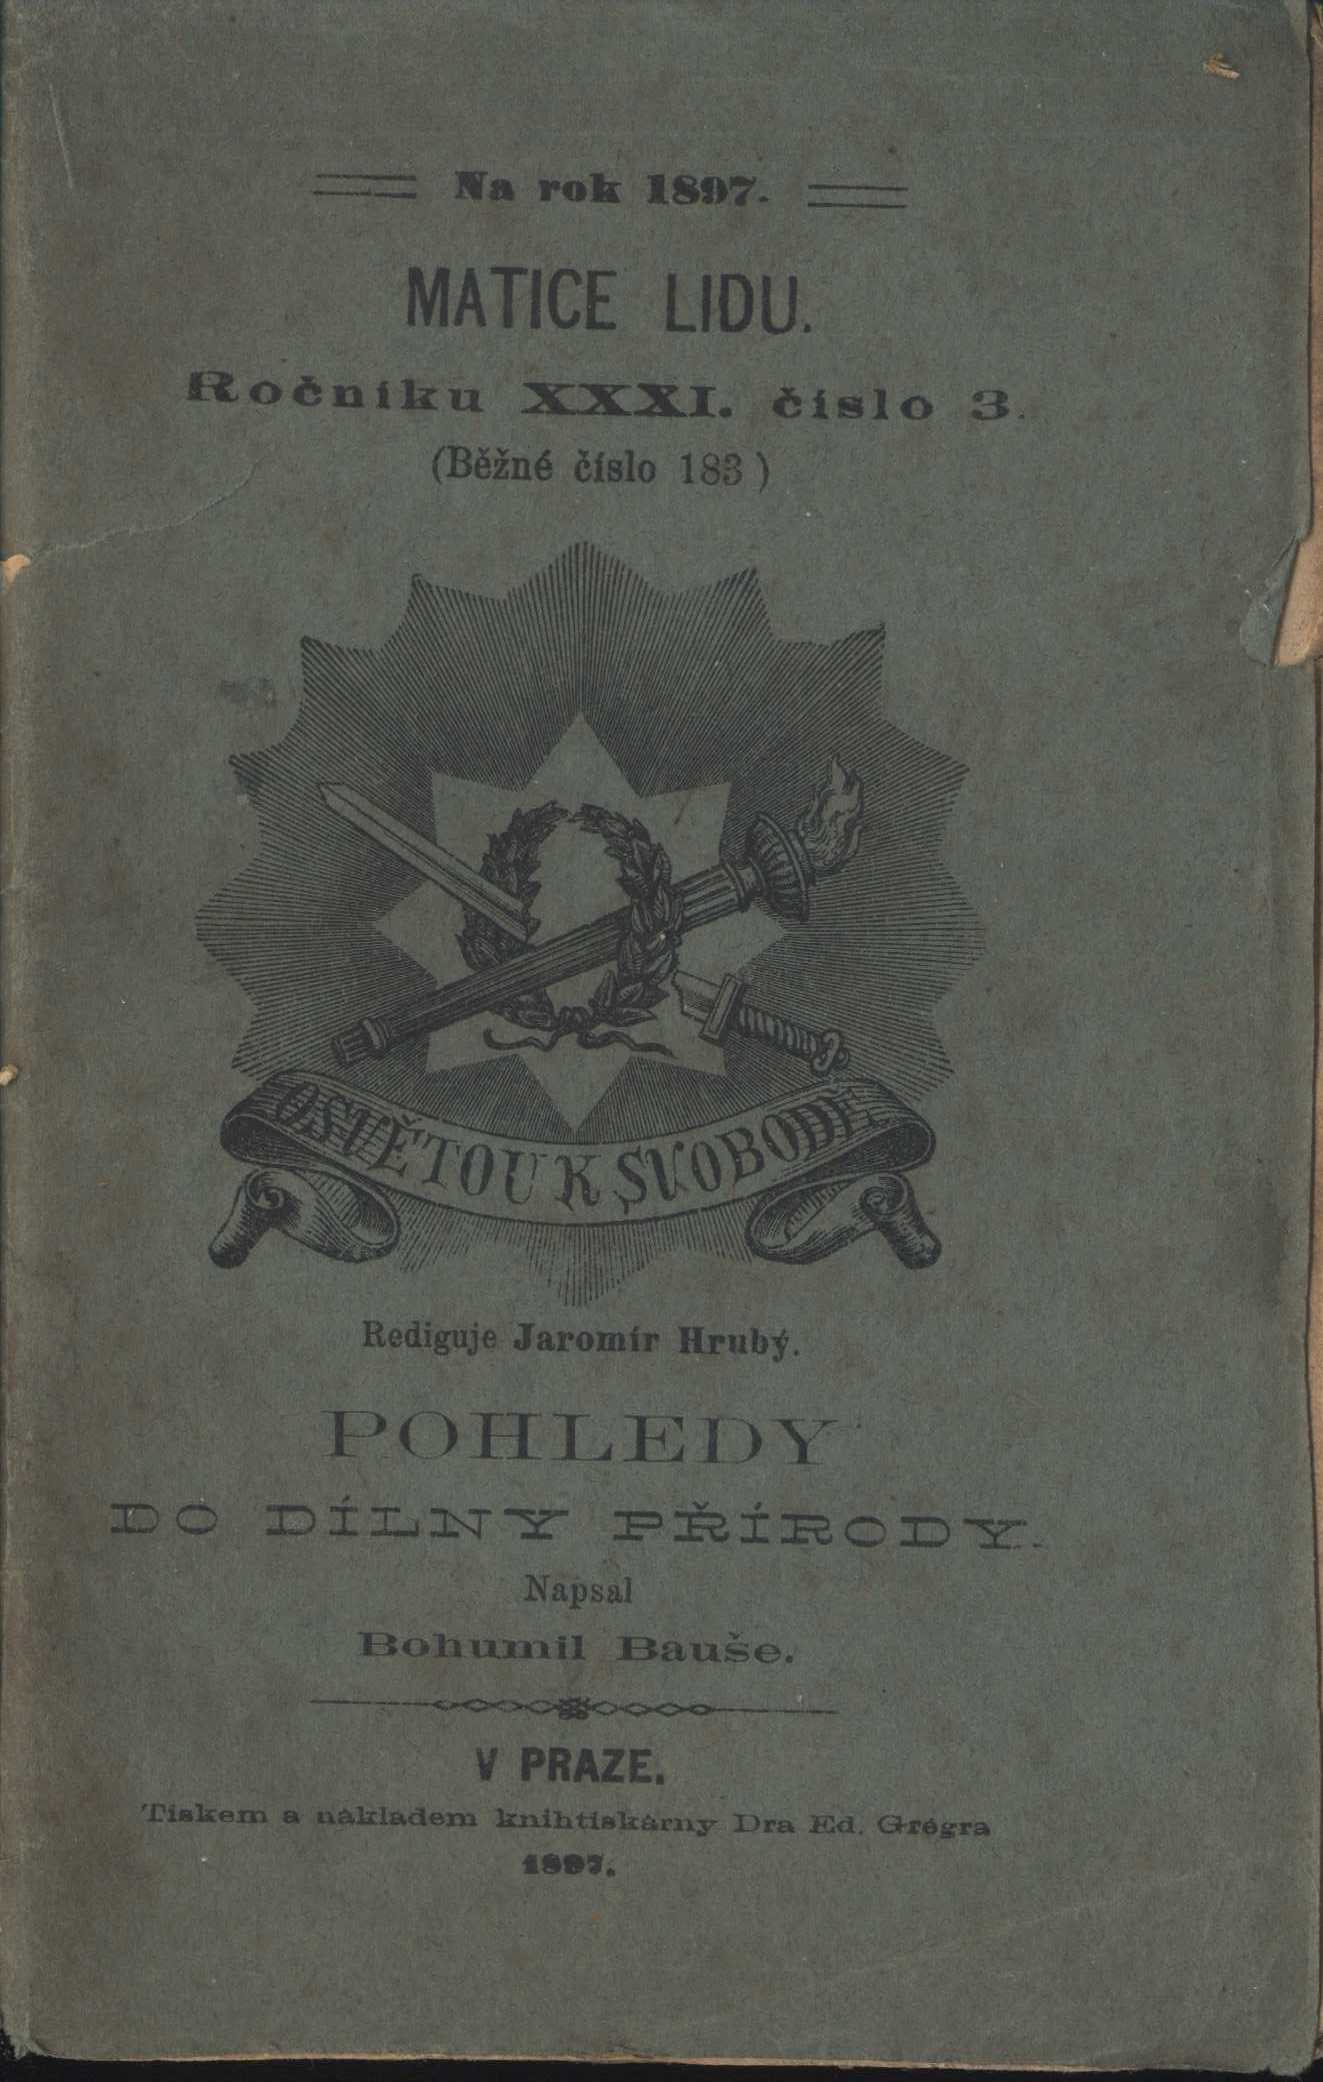 Na rok 1897.
MATICE LIDU.
Ročníku XXXI. číslo 3.
(Běžné číslo 183)
OSVĚTOU K SVOBODĚ
Rediguje Jaromír Hrubý.
POHLEDY
DO DÍLNY PŘÍRODY.
Napsal
Bohumil Bauše.
V PRAZE.
Tiskem a nákladem knihtiskárny Dra Ed. Grégra
1897.